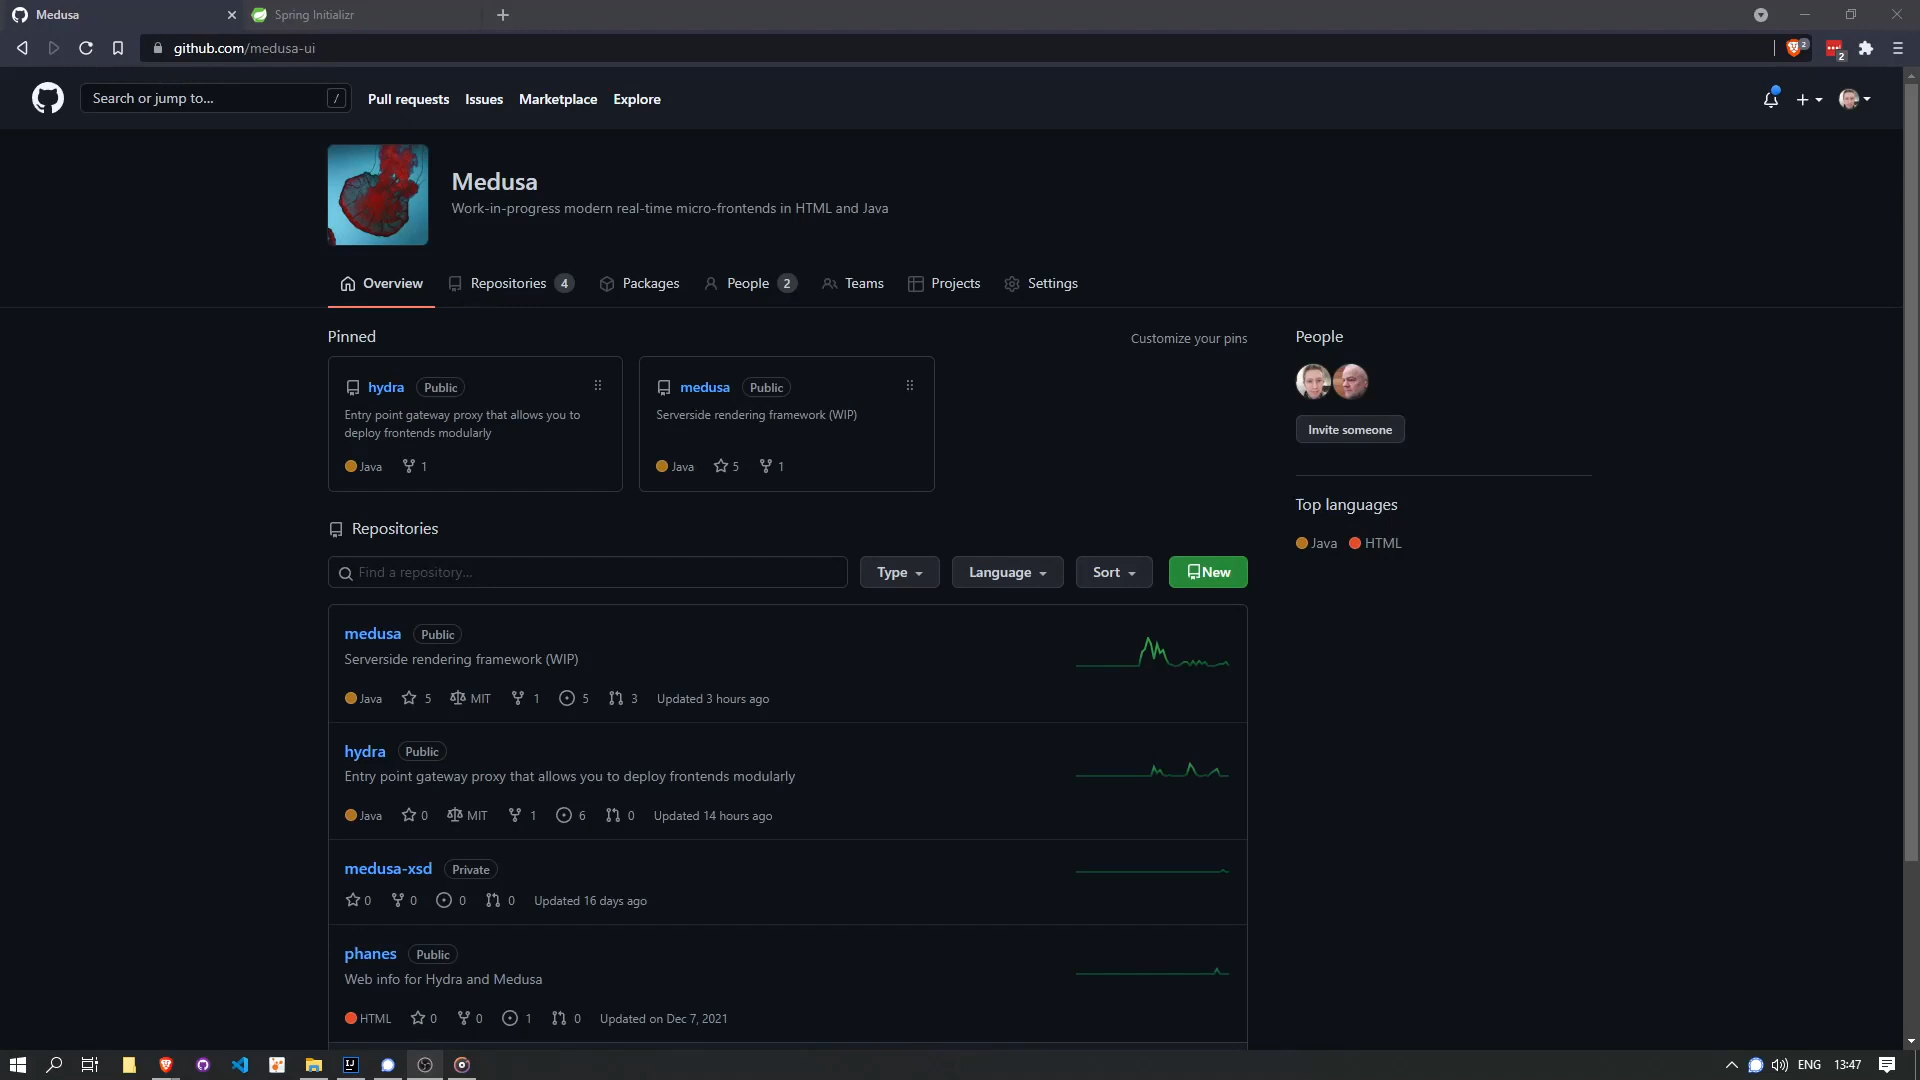 Medusa
Spring Initializr
github.com/medusa-ui
2
2
Search or jump to...
/
Pull requests
Issues
Marketplace
Explore
Medusa
Work-in-progress modern real-time micro-frontends in HTML and Java
Overview
Repositories 4
Packages
People 2
Teams
Projects
Settings
Pinned
Customize your pins
hydra Public
Entry point gateway proxy that allows you to
deploy frontends modularly
Java 1
medusa Public
Serverside rendering framework (WIP)
Java 5 1
People
Invite someone
Top languages
Java HTML
Repositories
Find a repository...
Type
Language
Sort
New
medusa Public
Serverside rendering framework (WIP)
Java 5 MIT 1 5 3 Updated 3 hours ago
hydra Public
Entry point gateway proxy that allows you to deploy frontends modularly
Java 0 MIT 1 6 0 Updated 14 hours ago
medusa-xsd Private
0 0 0 0 Updated 16 days ago
phanes Public
Web info for Hydra and Medusa
HTML 0 0 1 0 Updated on Dec 7, 2021
IJ
ENG
13:47